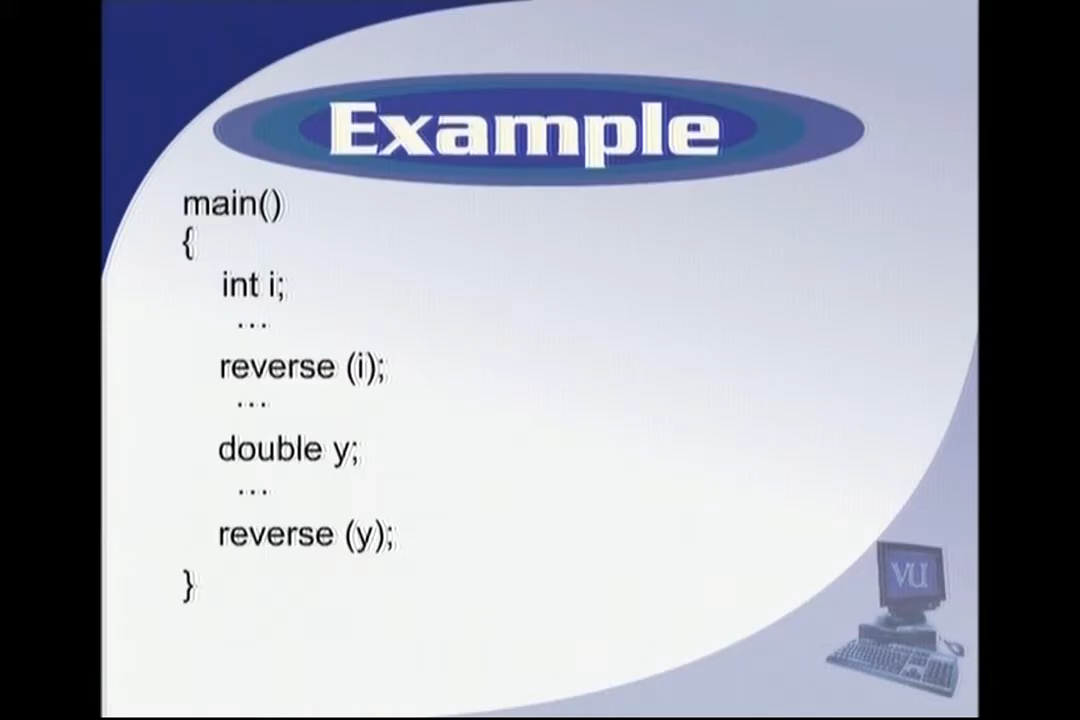 Example
main()
{
int i;
...
reverse (i);
...
double y;
...
reverse (y);
}
VU